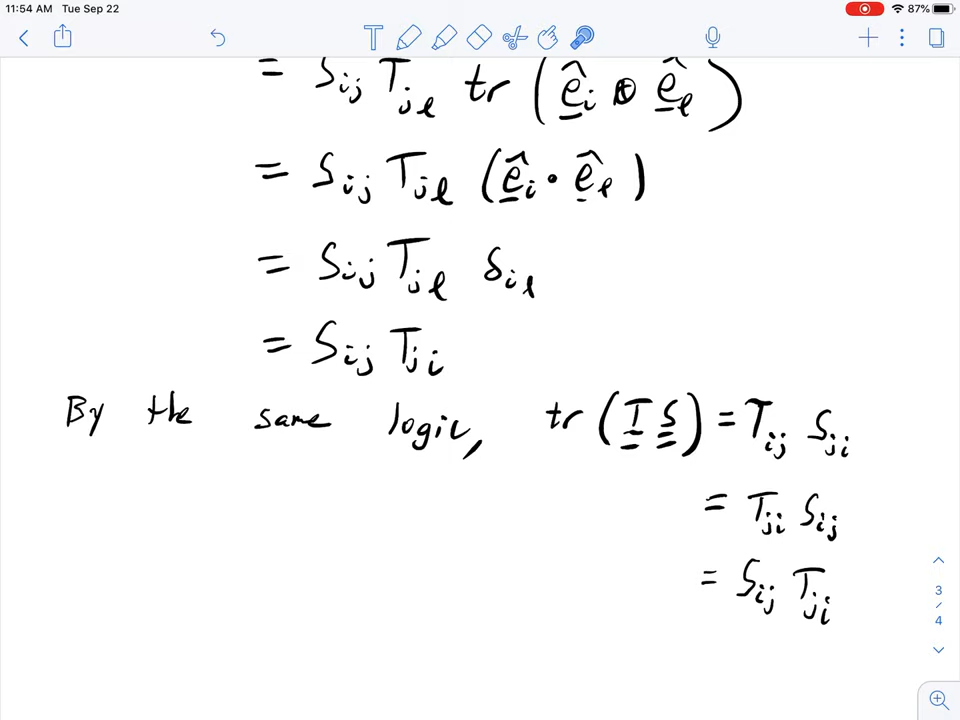 11:54 AM Tue Sep 22
87%
= S_ij T_jl tr (ê_i ⊗ ê_l)
= S_ij T_jl (ê_i · ê_l)
= S_ij T_jl δ_il
= S_ij T_ji
By the same logic, tr (T S) = T_ij S_ji
= T_ji S_ij
= S_ij T_ji
3
/
4